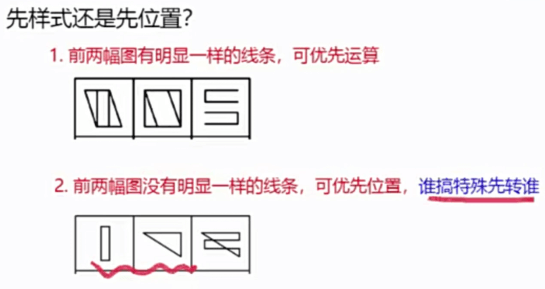 先样式还是先位置？
1. 前两幅图有明显一样的线条，可优先运算
2. 前两幅图没有明显一样的线条，可优先位置，谁搞特殊先转谁